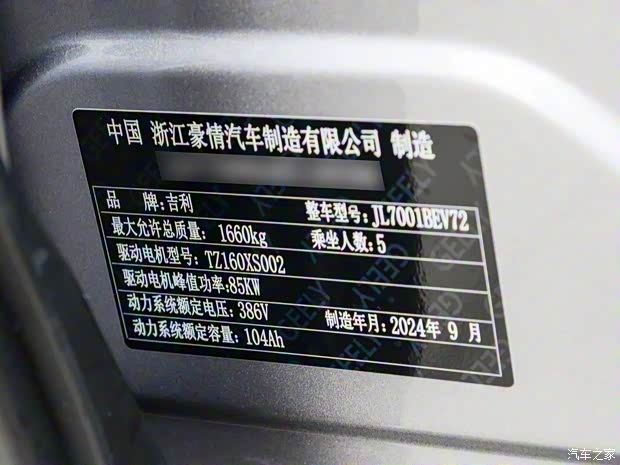 中国 浙江豪情汽车制造有限公司 制造
品 牌:吉利 整车型号:JL7001BEV72
最大允许总质量: 1660kg 乘坐人数:5
驱动电机型号: TZ160XS002
驱动电机峰值功率:85KW
动力系统额定电压: 386V 制造年月: 2024年 9 月
动力系统额定容量: 104Ah
汽车之家